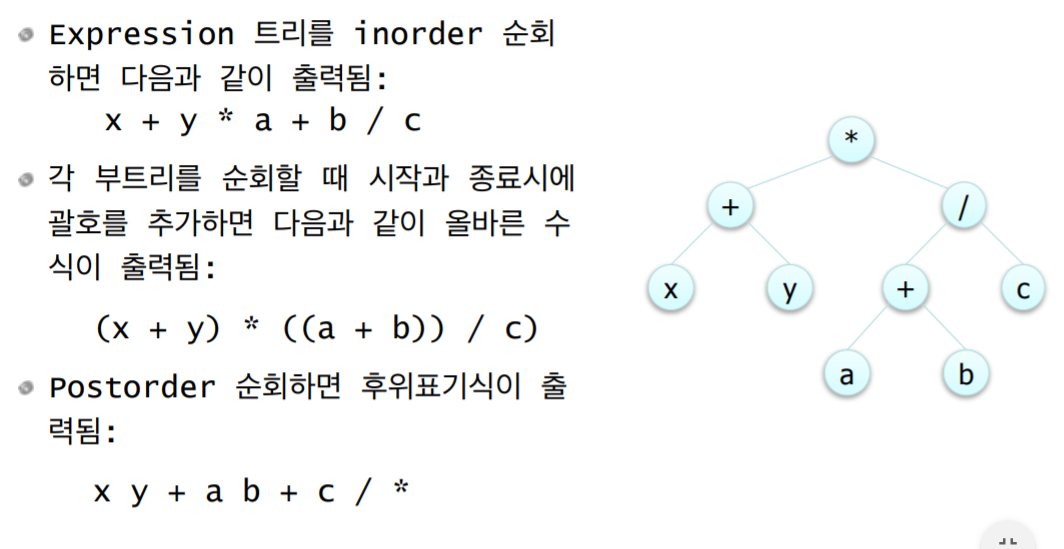 Expression 트리를 inorder 순회
하면 다음과 같이 출력됨:
x + y * a + b / c
각 부트리를 순회할 때 시작과 종료시에
괄호를 추가하면 다음과 같이 올바른 수
식이 출력됨:
(x + y) * ((a + b)) / c)
Postorder 순회하면 후위표기식이 출
력됨:
x y + a b + c / *
*
+ /
x y + c
a b